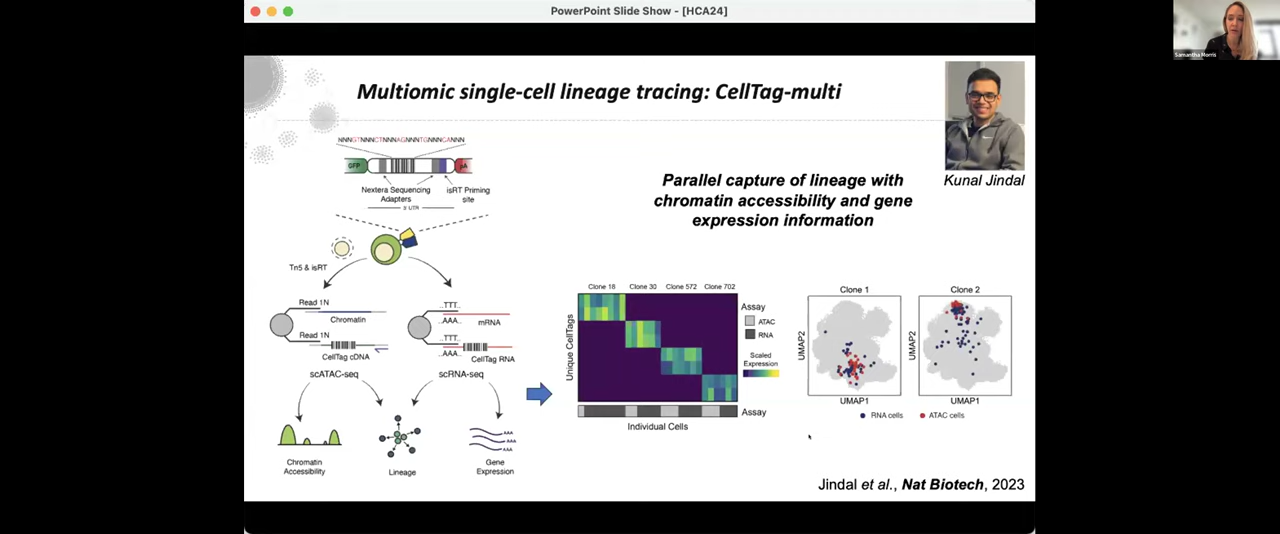 PowerPoint Slide Show - [HCA24]
Samantha Morris
Multiomic single-cell lineage tracing: CellTag-multi
Kunal Jindal
NNNGTNNNCTNNNAGNNNTGNNNCANNN
GFP
pA
Nextera Sequencing
Adapters
isRT Priming
site
3' UTR
Parallel capture of lineage with
chromatin accessibility and gene
expression information
Tn5 & isRT
Read 1N
Chromatin
Read 1N
CellTag cDNA
scATAC-seq
..TTT..
..AAA..
mRNA
..TTT..
..AAA..
CellTag RNA
scRNA-seq
Chromatin
Accessibility
Lineage
AAA
AAA
AAA
Gene
Expression
Clone 18
Clone 30
Clone 572
Clone 702
Unique CellTags
Assay
ATAC
RNA
Scaled
Expression
Assay
Individual Cells
Clone 1
Clone 2
UMAP2
UMAP2
UMAP1
UMAP1
RNA cells
ATAC cells
Jindal et al., Nat Biotech, 2023